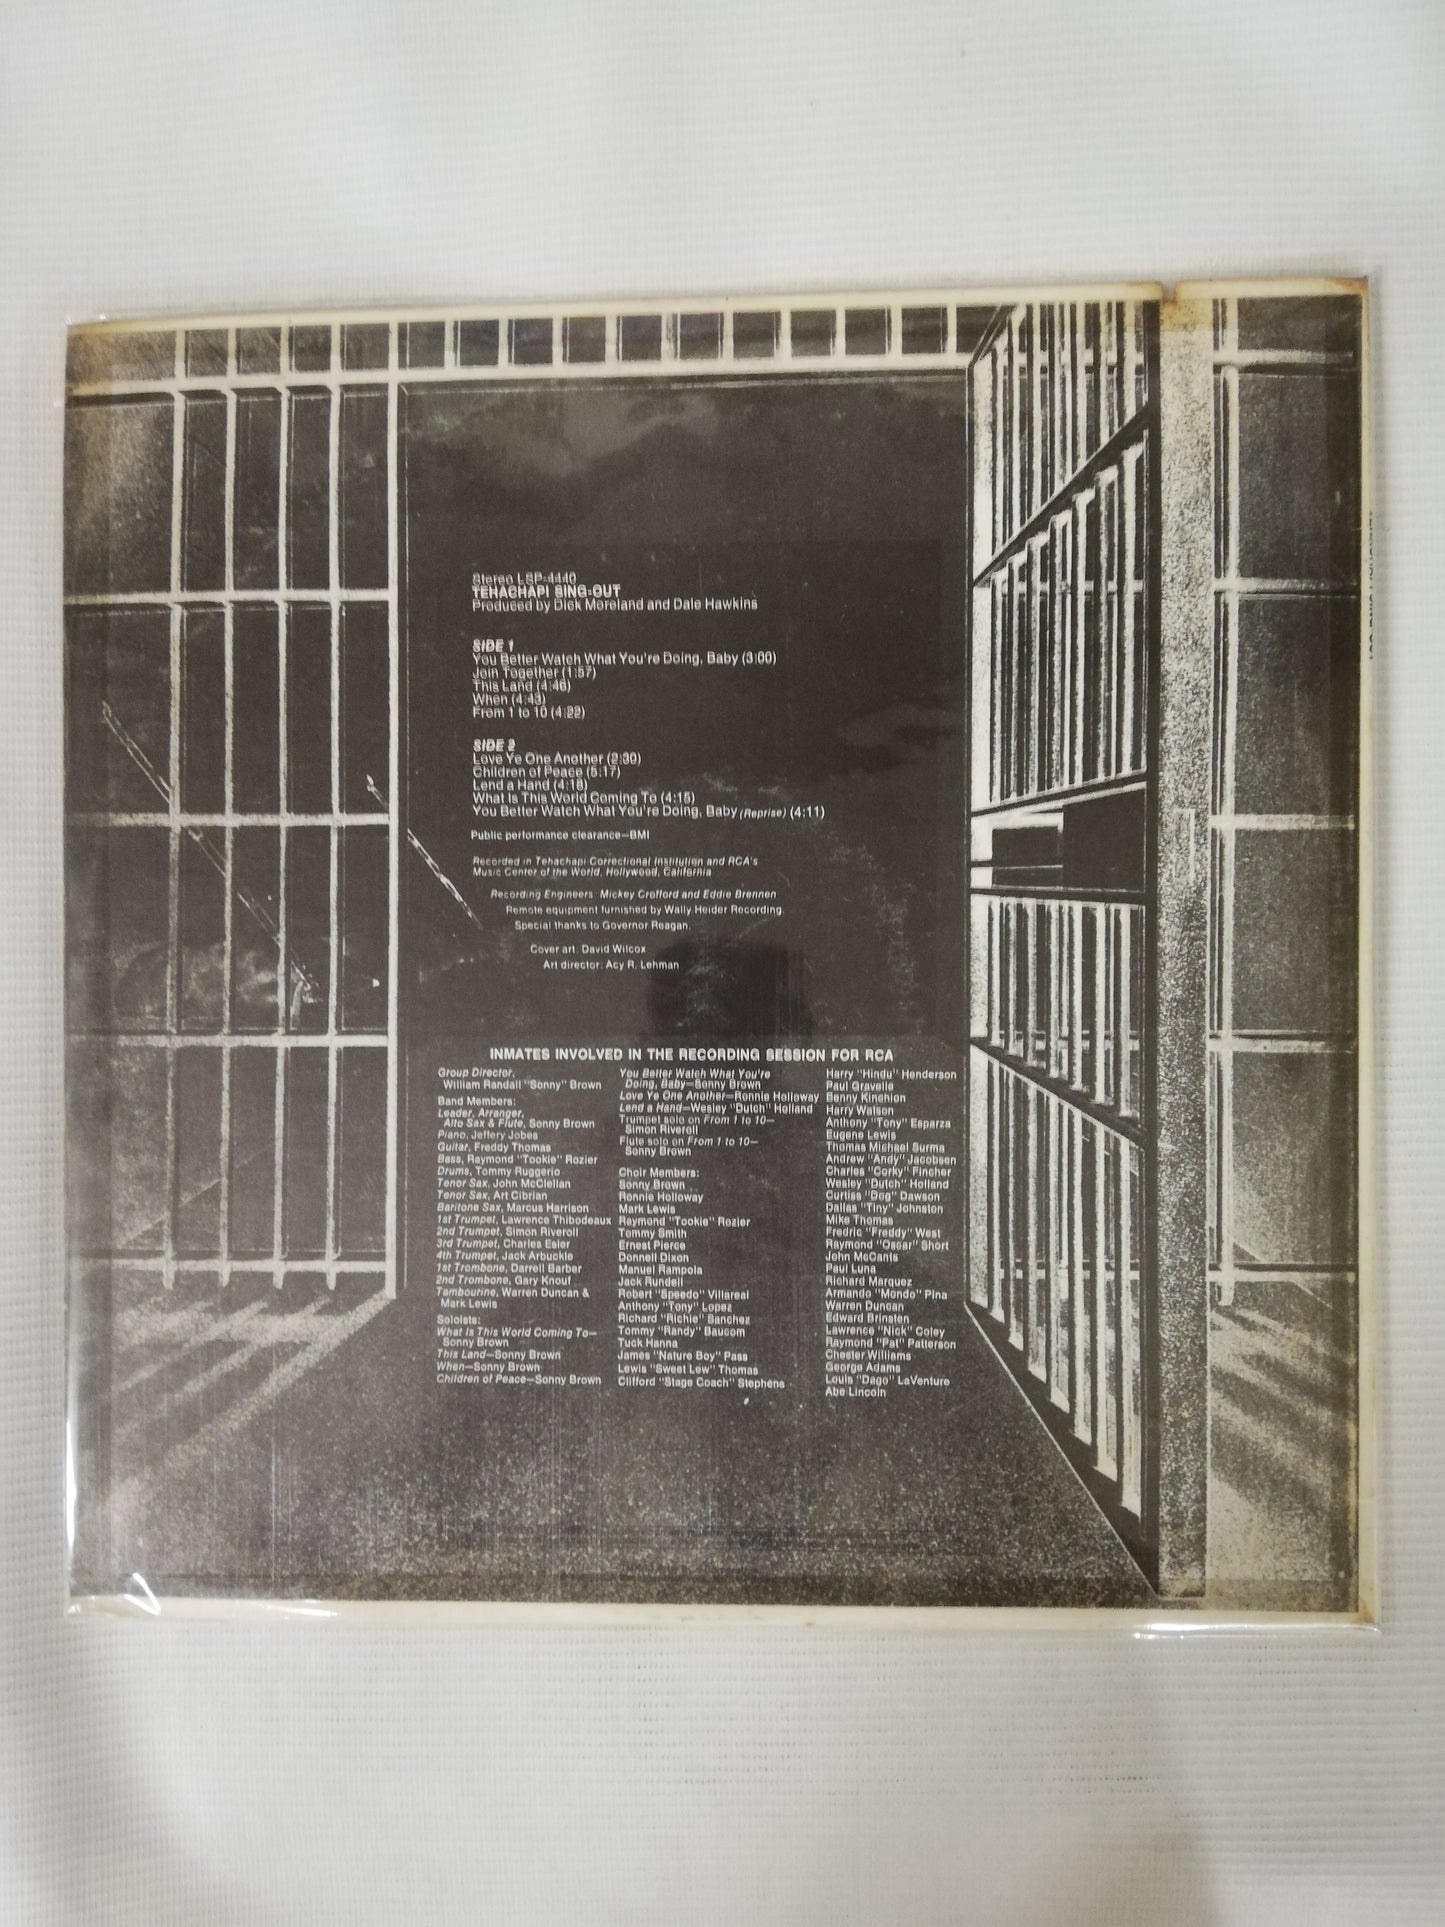 Stereo LSP-4440
TEHACHAPI SING-OUT
Produced by Dick Moreland and Dale Hawkins
SIDE 1
You Better Watch What You're Doing, Baby (3:00)
Join Together (1:57)
This Land (4:46)
When (4:43)
From 1 to 10 (4:22)
SIDE 2
Love Ye One Another (2:30)
Children of Peace (5:17)
Lend a Hand (4:18)
What Is This World Coming To (4:15)
You Better Watch What You're Doing, Baby (Reprise) (4:11)
Public performance clearance—BMI
Recorded in Tehachapi Correctional Institution and RCA's
Music Center of the World, Hollywood, California
Recording Engineers: Mickey Crofford and Eddie Brennen
Remote equipment furnished by Wally Heider Recording.
Special thanks to Governor Reagan.
Cover art: David Wilcox
Art director: Acy R. Lehman
INMATES INVOLVED IN THE RECORDING SESSION FOR RCA
Group Director,
William Randall "Sonny" Brown
Band Members:
Leader, Arranger,
Alto Sax & Flute, Sonny Brown
Piano, Jeffery Jobes
Guitar, Freddy Thomas
Bass, Raymond "Tookie" Rozier
Drums, Tommy Ruggerio
Tenor Sax, John McClellan
Tenor Sax, Art Cibrian
Baritone Sax, Marcus Harrison
1st Trumpet, Lawrence Thibodeaux
2nd Trumpet, Simon Riveroll
3rd Trumpet, Charles Esler
4th Trumpet, Jack Arbuckle
1st Trombone, Darrell Barber
2nd Trombone, Gary Knouf
Tambourine, Warren Duncan &
Mark Lewis
Soloists:
What Is This World Coming To—
Sonny Brown
This Land—Sonny Brown
When—Sonny Brown
Children of Peace—Sonny Brown
You Better Watch What You're
Doing, Baby—Sonny Brown
Love Ye One Another—Ronnie Holloway
Lend a Hand—Wesley "Dutch" Holland
Trumpet solo on From 1 to 10—
Simon Riveroll
Flute solo on From 1 to 10—
Sonny Brown
Choir Members:
Sonny Brown
Ronnie Holloway
Mark Lewis
Raymond "Tookie" Rozier
Tommy Smith
Ernest Pierce
Donnell Dixon
Manuel Rampola
Jack Rundell
Robert "Speedo" Villareal
Anthony "Tony" Lopez
Richard "Richie" Sanchez
Tommy "Randy" Baucom
Tuck Hanna
James "Nature Boy" Pass
Lewis "Sweet Lew" Thomas
Clifford "Stage Coach" Stephens
Harry "Hindu" Henderson
Paul Gravelle
Benny Kinchion
Harry Watson
Anthony "Tony" Esparza
Eugene Lewis
Thomas Michael Surma
Andrew "Andy" Jacobsen
Charles "Corky" Fincher
Wesley "Dutch" Holland
Curtiss "Dog" Dawson
Dallas "Tiny" Johnston
Mike Thomas
Fredric "Freddy" West
Raymond "Oscar" Short
John McCants
Paul Luna
Richard Marquez
Armando "Mondo" Pina
Warren Duncan
Edward Brinsten
Lawrence "Nick" Coley
Raymond "Pat" Patterson
Chester Williams
George Adams
Louis "Dago" LaVenture
Abe Lincoln